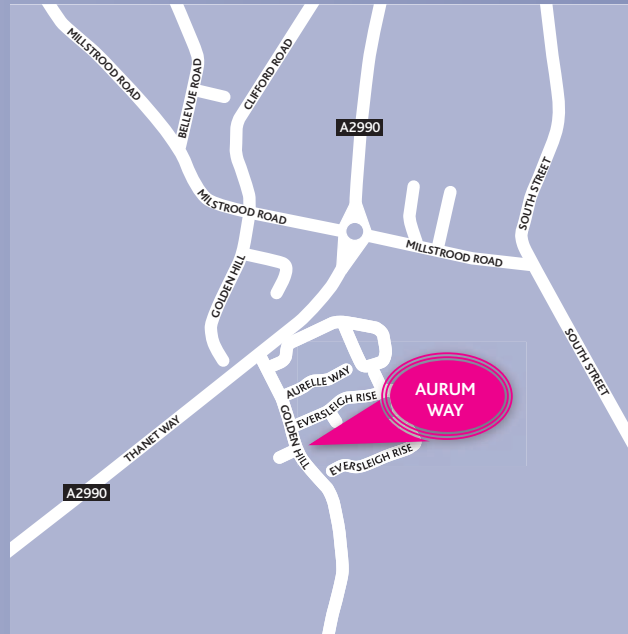 MILLSTROOD ROAD
BELLEVUE ROAD
CLIFFORD ROAD
A2990
SOUTH STREET
MILSTROOD ROAD
MILLSTROOD ROAD
GOLDEN HILL
SOUTH STREET
AURELLE WAY
EVERSLEIGH RISE
AURUM
WAY
GOLDEN HILL
THANET WAY
EVERSLEIGH RISE
A2990